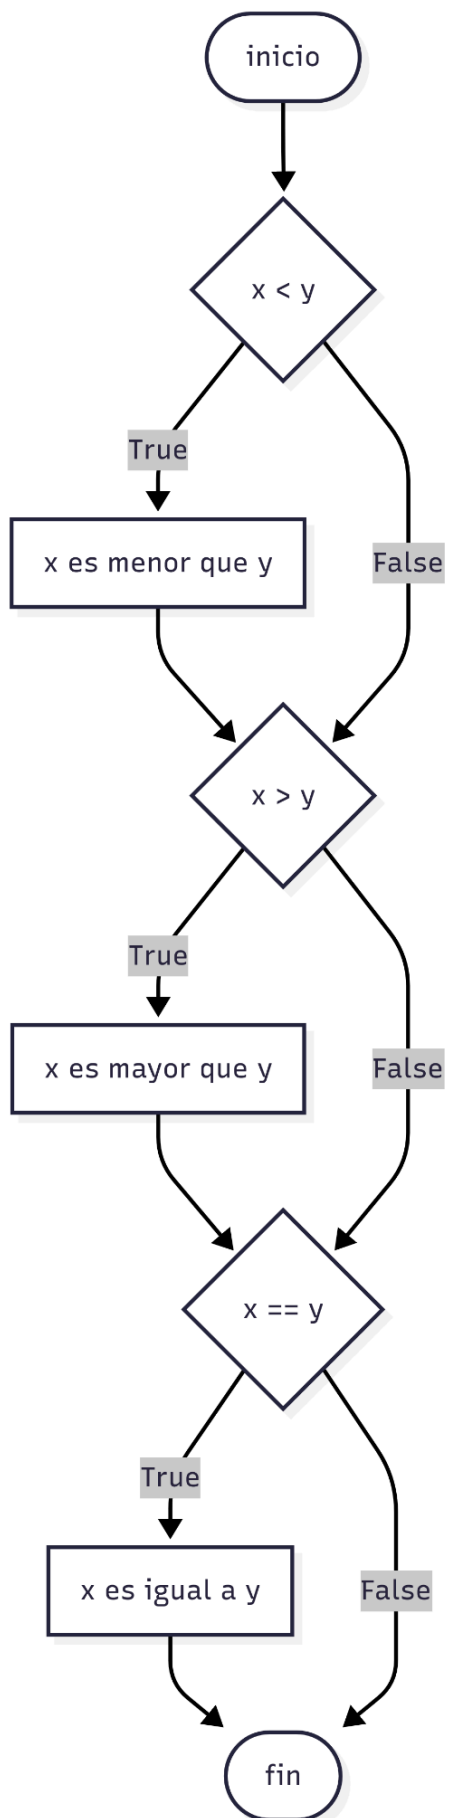 inicio
x < y
True
x es menor que y
False
x > y
True
x es mayor que y
False
x == y
True
x es igual a y
False
fin